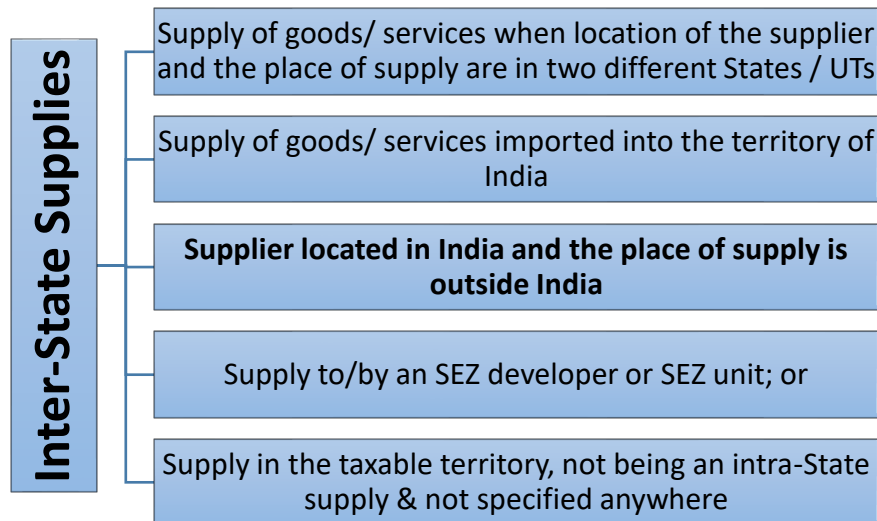 Inter-State Supplies
Supply of goods/ services when location of the supplier
and the place of supply are in two different States / UTs
Supply of goods/ services imported into the territory of
India
Supplier located in India and the place of supply is
outside India
Supply to/by an SEZ developer or SEZ unit; or
Supply in the taxable territory, not being an intra-State
supply & not specified anywhere